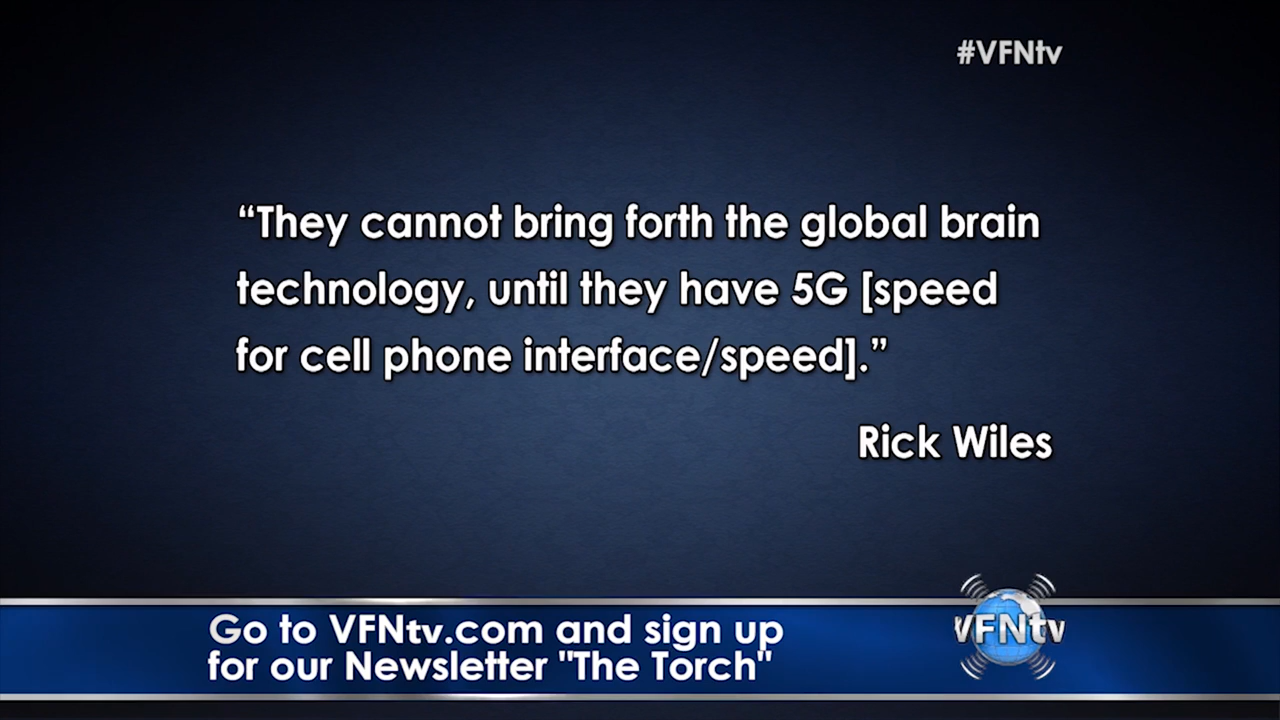 #VFNtv
“They cannot bring forth the global brain
technology, until they have 5G [speed
for cell phone interface/speed].”
Rick Wiles
Go to VFNtv.com and sign up
for our Newsletter "The Torch"
VFNtv